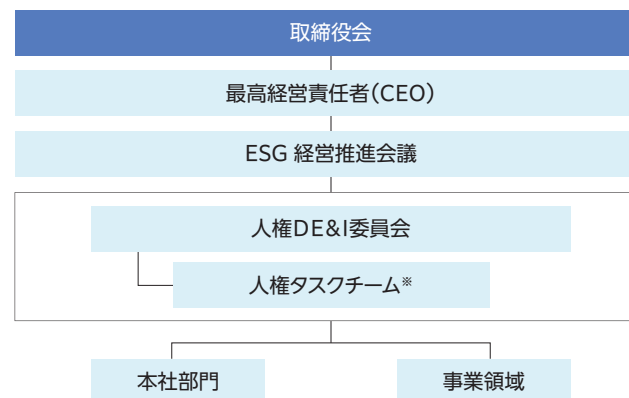 取締役会
最高経営責任者(CEO)
ESG 経営推進会議
人権DE&I委員会
人権タスクチーム※
本社部門
事業領域